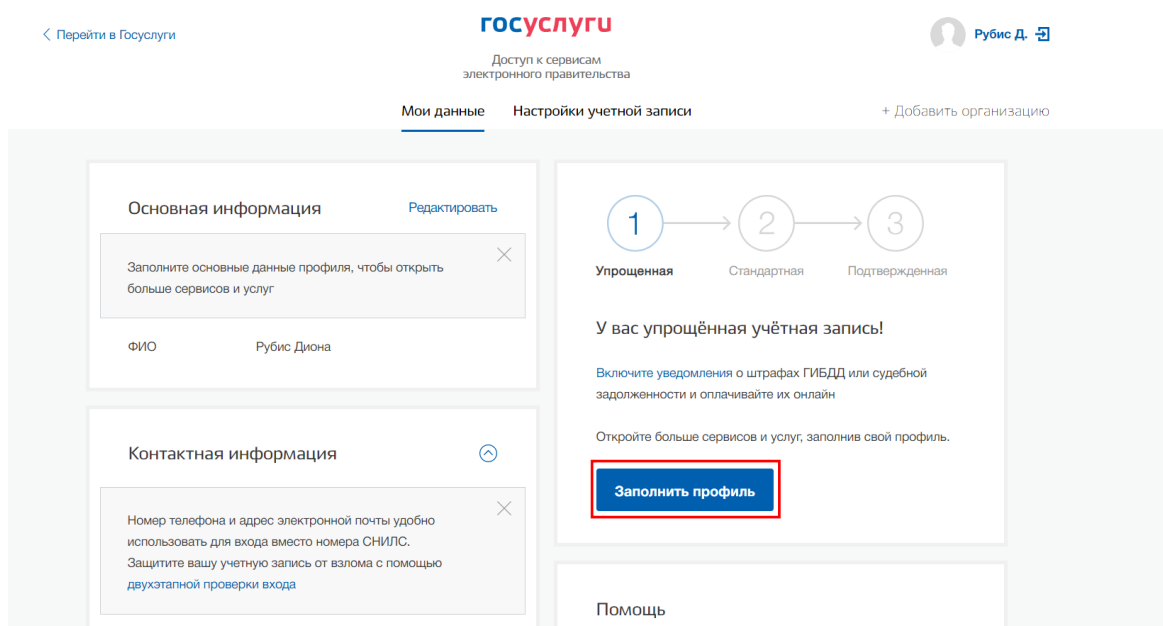 Перейти в Госуслуги
госуслуги
Рубис Д.
Доступ к сервисам
электронного правительства
Мои данные
Настройки учетной записи
+ Добавить организацию
Основная информация
Редактировать
Заполните основные данные профиля, чтобы открыть
больше сервисов и услуг
ФИО
Рубис Диона
Контактная информация
Номер телефона и адрес электронной почты удобно
использовать для входа вместо номера СНИЛС.
Защитите вашу учетную запись от взлома с помощью
двухэтапной проверки входа
1
2
3
Упрощенная
Стандартная
Подтвержденная
У вас упрощённая учётная запись!
Включите уведомления о штрафах ГИБДД или судебной
задолженности и оплачивайте их онлайн
Откройте больше сервисов и услуг, заполнив свой профиль.
Заполнить профиль
Помощь